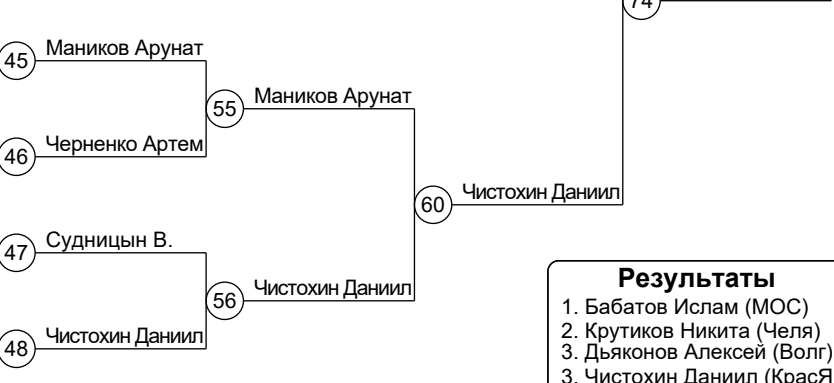 74
45 Маников Арунат
55 Маников Арунат
46 Черненко Артем
60 Чистохин Даниил
47 Судницын В.
56 Чистохин Даниил
48 Чистохин Даниил
Результаты
1. Бабатов Ислам (МОС)
2. Крутиков Никита (Челя)
3. Дьяконов Алексей (Волг)
3. Чистохин Даниил (КрасЯ